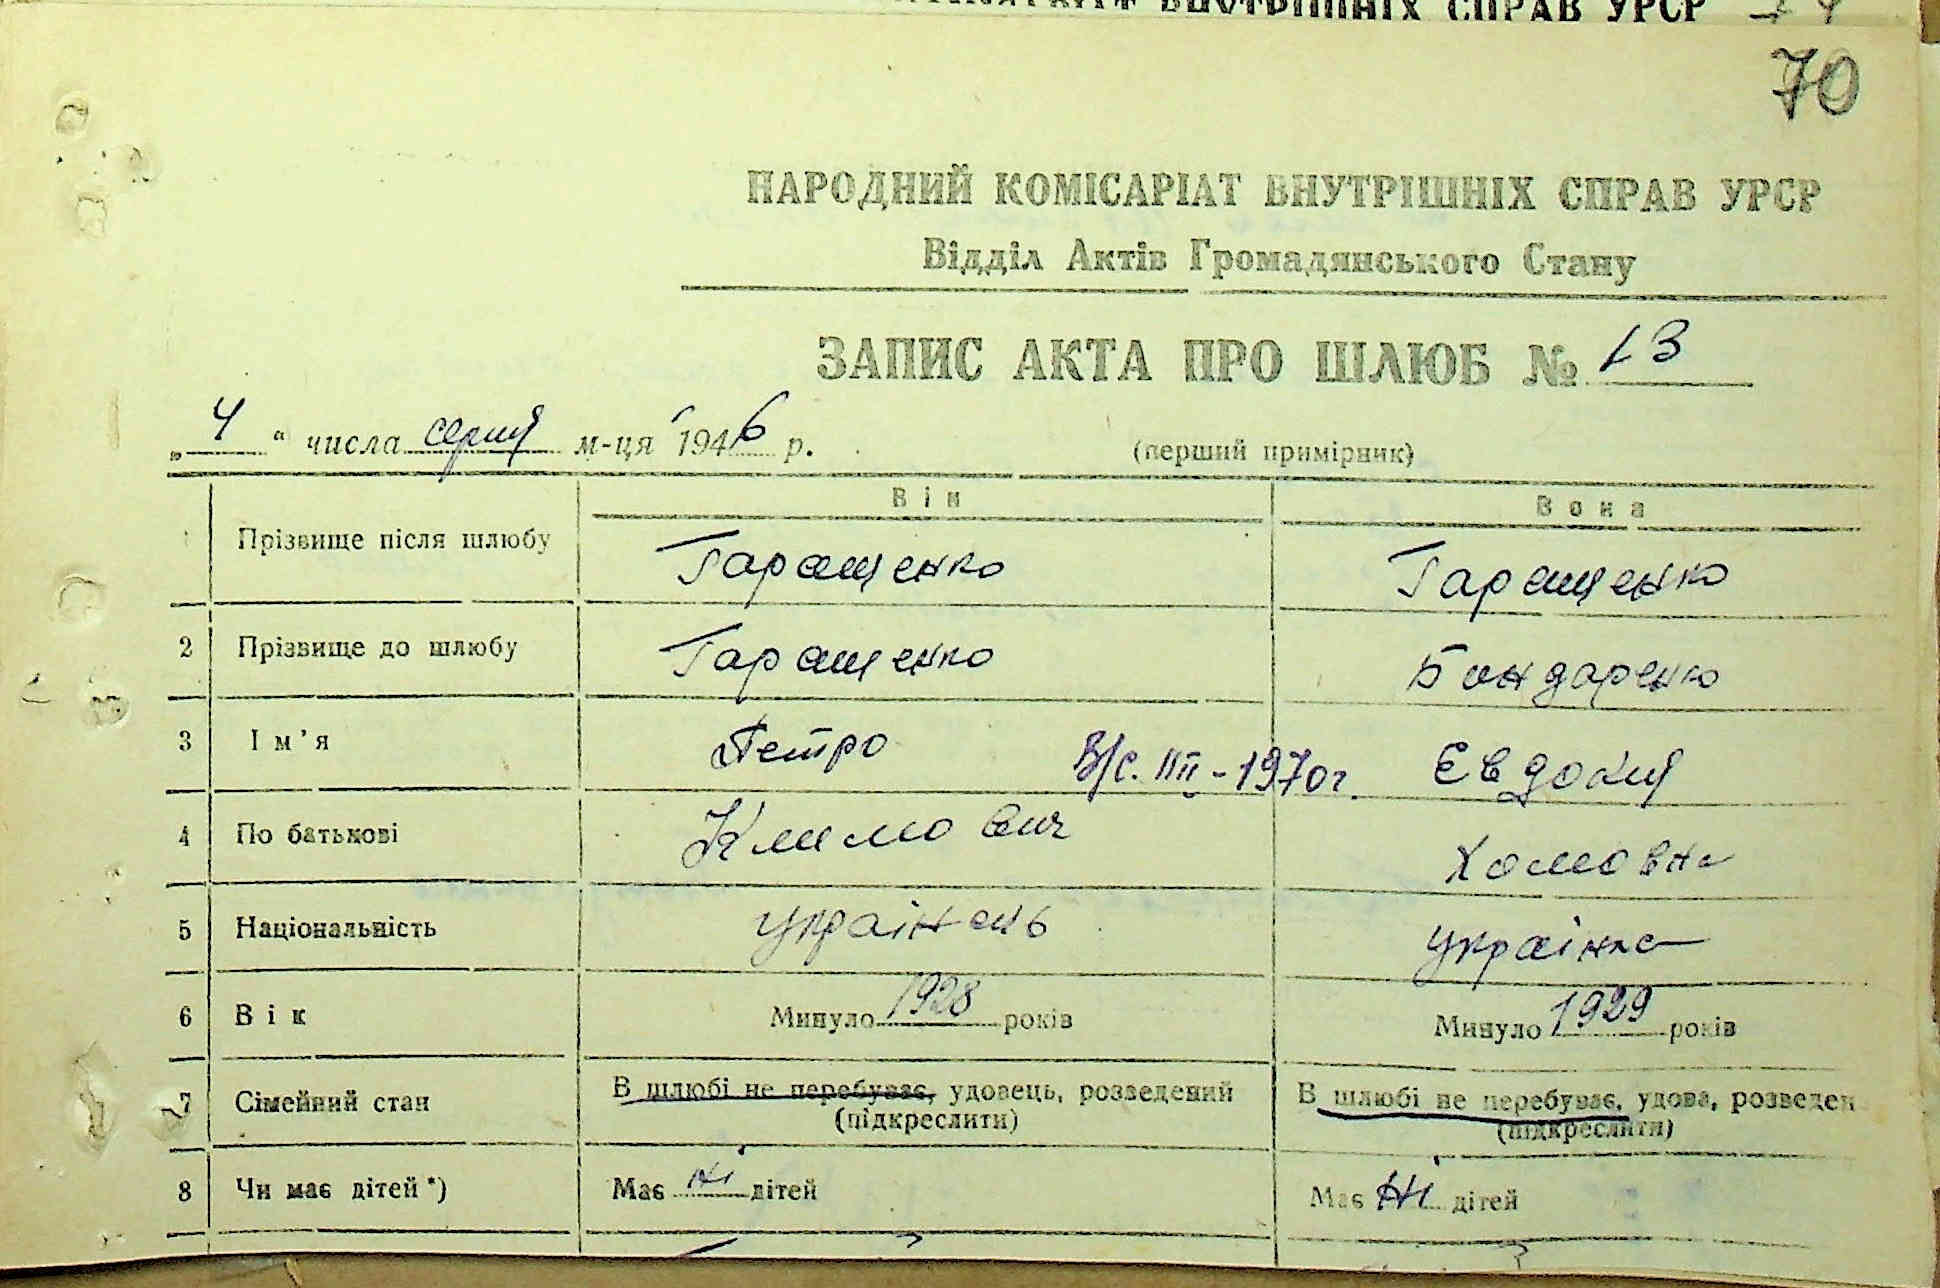 ВНУТРІШНІХ СПРАВ УРСР
70
НАРОДНИЙ КОМІСАРІАТ ВНУТРІШНІХ СПРАВ УРСР
Відділ Актів Громадянського Стану
ЗАПИС АКТА ПРО ШЛЮБ № 13
„4“ числа серпня м-ця 1946 р. (перший примірник)
Він Вона
Прізвище після шлюбу Гаращенко Гаращенко
2 Прізвище до шлюбу Гаращенко Бондаренко
3 Ім’я Петро В/с. ІІП-1970г. Євдокия
4 По батькові Климович Хомовна
5 Національність українець українка
6 Вік Минуло 1928 років Минуло 1929 років
7 Сімейний стан В шлюбі не перебуває, удовець, розведений В шлюбі не перебуває, удова, розведен
(підкреслити) (підкреслити)
8 Чи має дітей *) Має ні дітей Має ні дітей